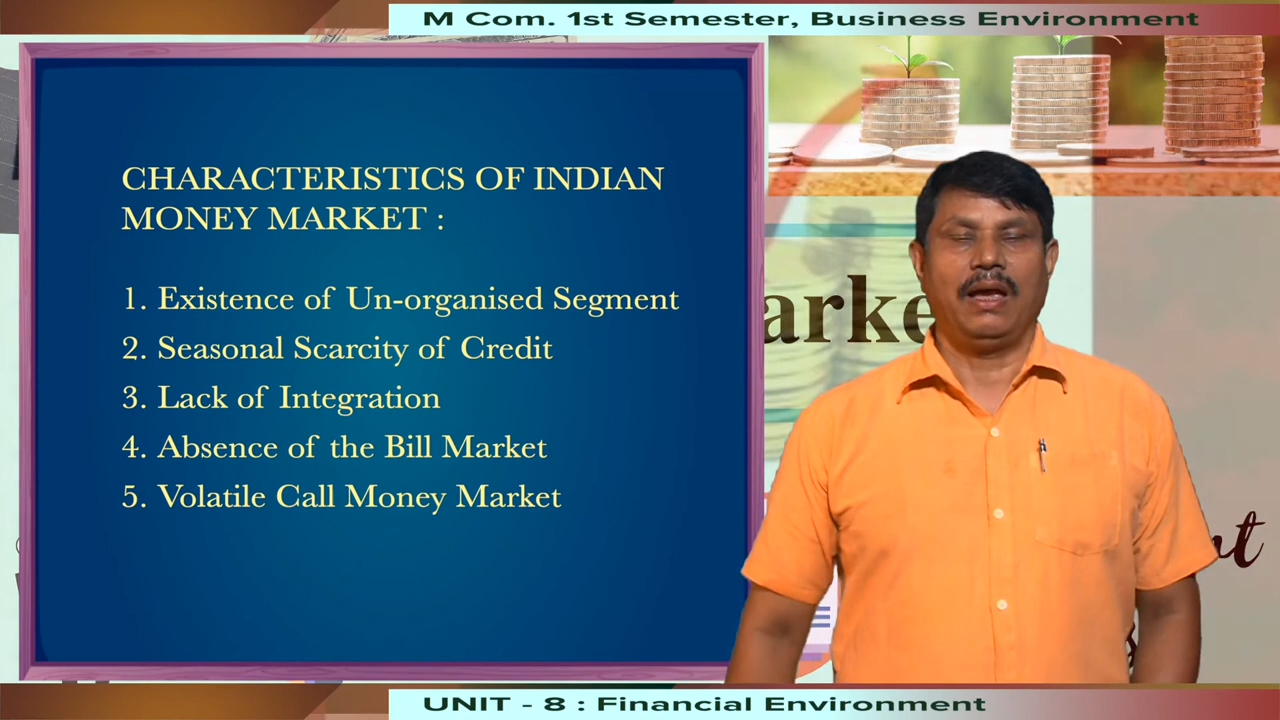 M Com. 1st Semester, Business Environment
CHARACTERISTICS OF INDIAN
MONEY MARKET :
1. Existence of Un-organised Segment
2. Seasonal Scarcity of Credit
3. Lack of Integration
4. Absence of the Bill Market
5. Volatile Call Money Market
arke
UNIT - 8 : Financial Environment